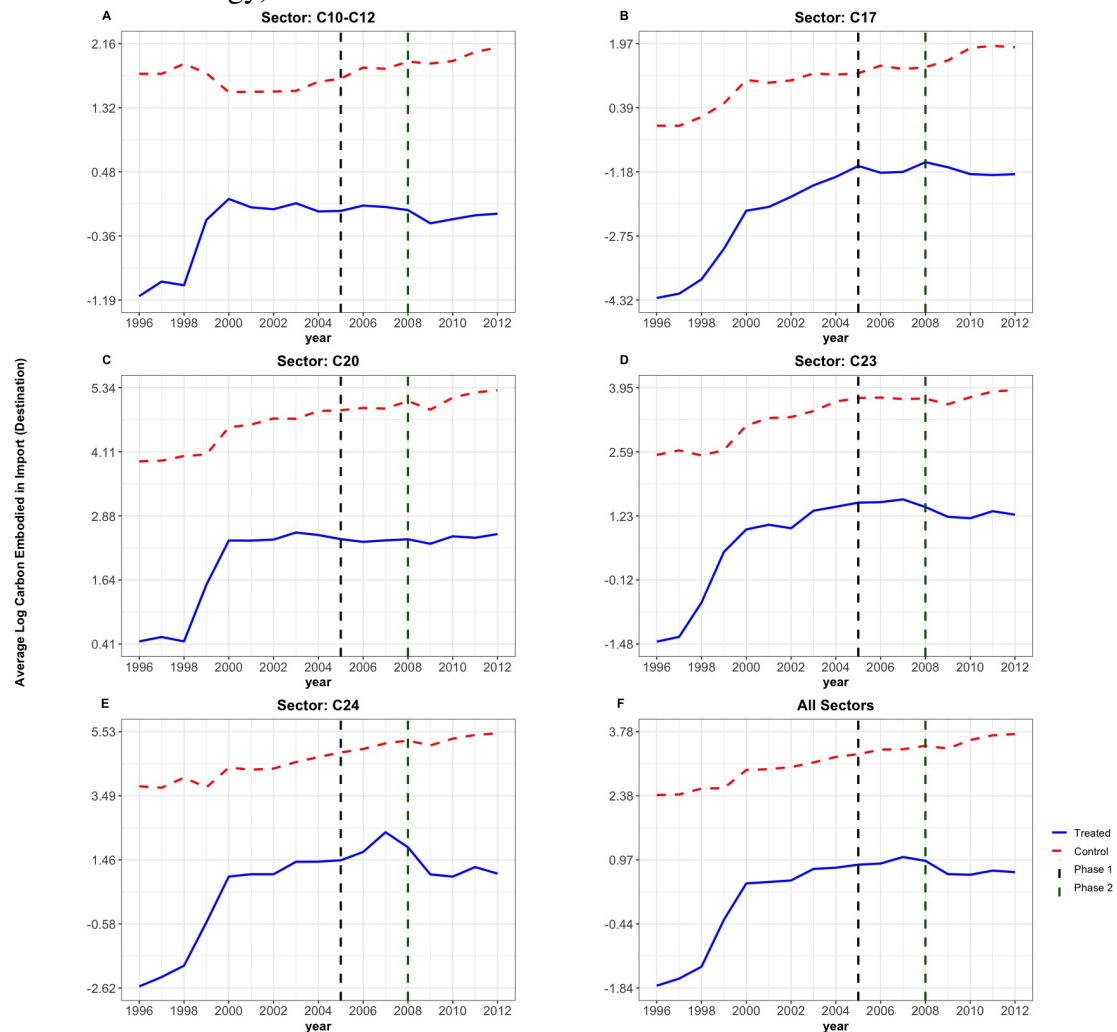 gy,
A
Sector: C10-C12
2.16
1.32
0.48
-0.36
-1.19
1996 1998 2000 2002 2004 2006 2008 2010 2012
year
B
Sector: C17
1.97
0.39
-1.18
-2.75
-4.32
1996 1998 2000 2002 2004 2006 2008 2010 2012
year
Average Log Carbon Embodied in Import (Destination)
C
Sector: C20
5.34
4.11
2.88
1.64
0.41
1996 1998 2000 2002 2004 2006 2008 2010 2012
year
D
Sector: C23
3.95
2.59
1.23
-0.12
-1.48
1996 1998 2000 2002 2004 2006 2008 2010 2012
year
E
Sector: C24
5.53
3.49
1.46
-0.58
-2.62
1996 1998 2000 2002 2004 2006 2008 2010 2012
year
F
All Sectors
3.78
2.38
0.97
-0.44
-1.84
1996 1998 2000 2002 2004 2006 2008 2010 2012
year
Treated
Control
Phase 1
Phase 2